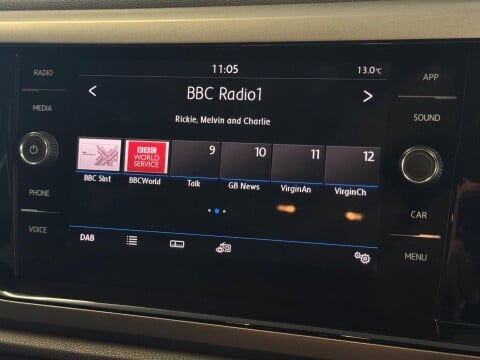 11:05
13.0°C
RADIO
MEDIA
PHONE
VOICE
BBC Radio1
Rickie, Melvin and Charlie
BBC WORLD SERVICE
9
10
11
12
BBC SInt
BBCWorld
Talk
GB News
VirginAn
VirginCh
DAB
APP
SOUND
CAR
MENU